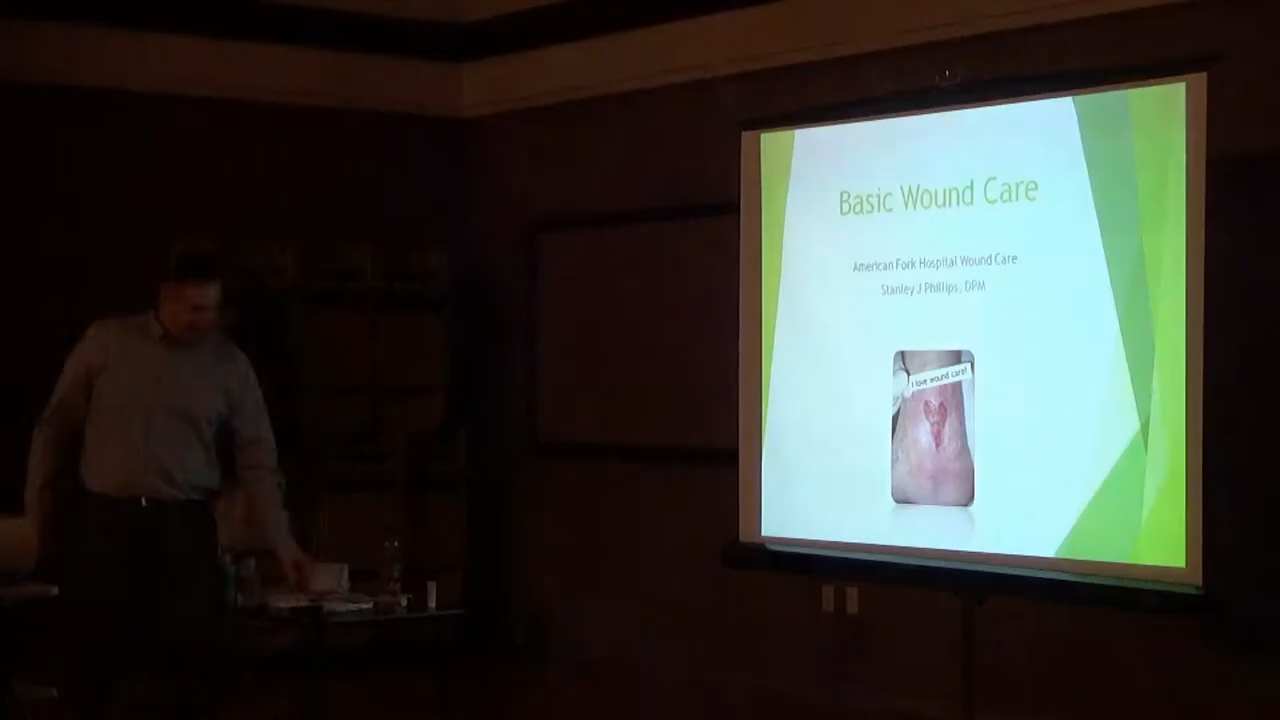 Basic Wound Care
American Fork Hospital Wound Care
Stanley J Phillips, DPM
I love wound care!